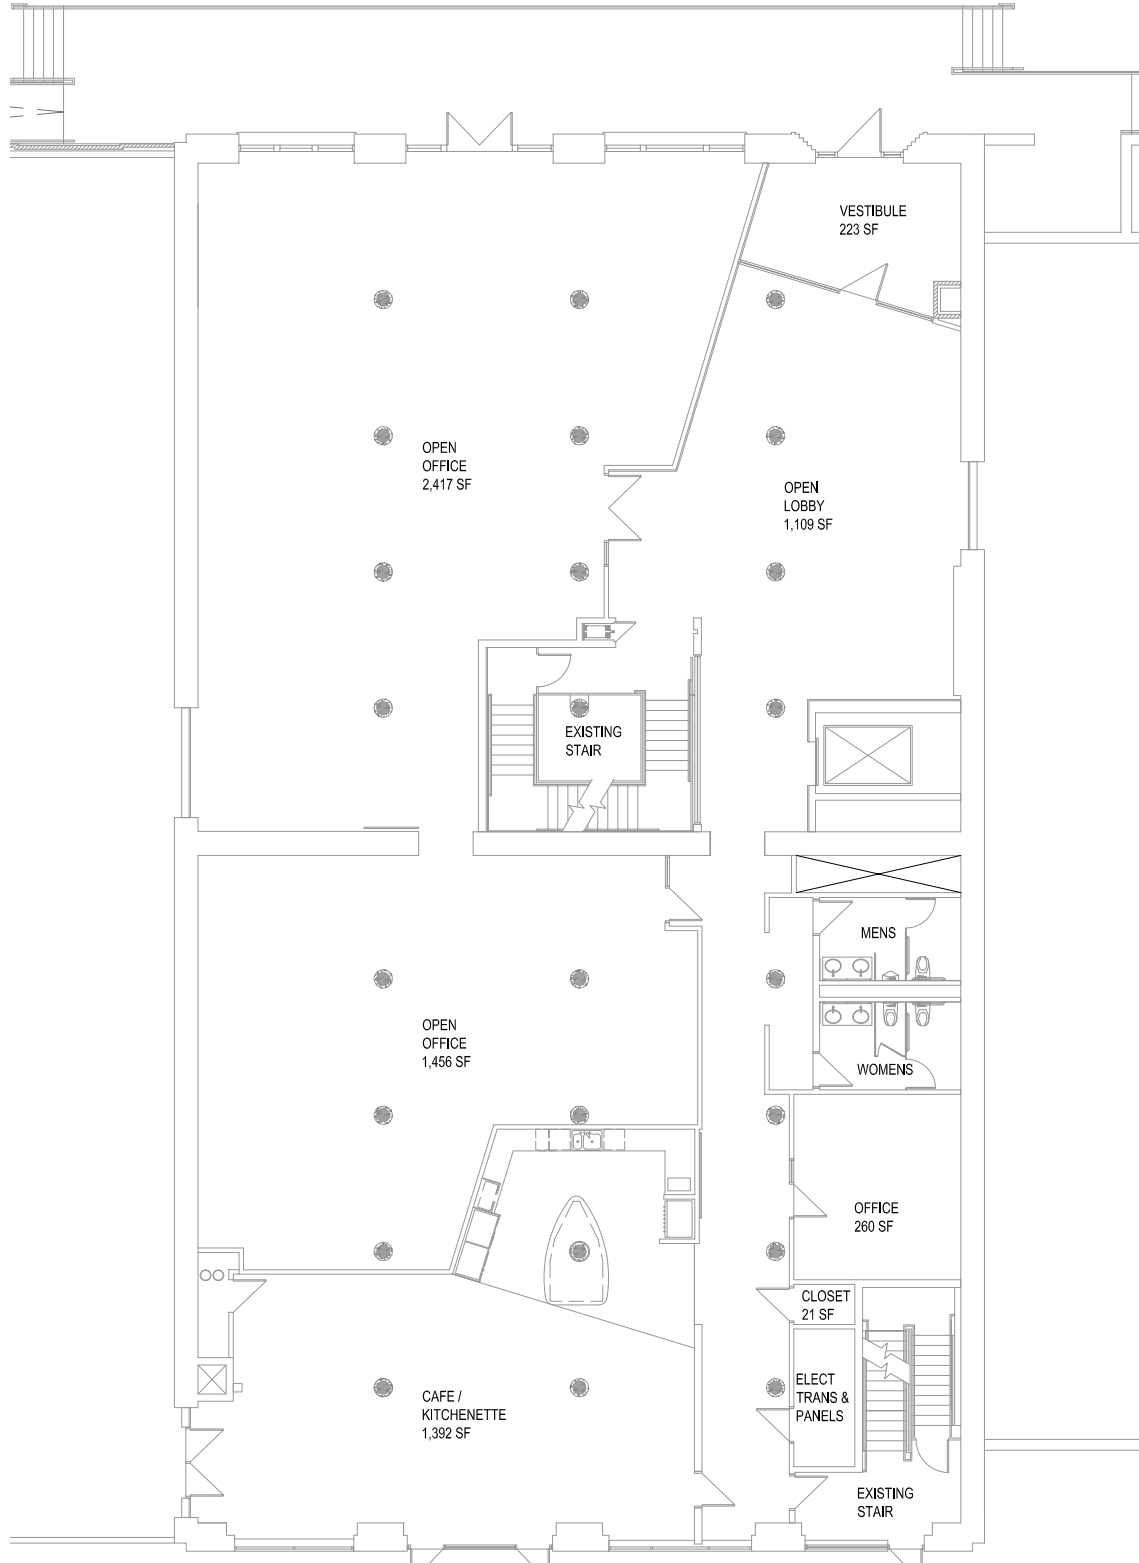 VESTIBULE
223 SF
OPEN
OFFICE
2,417 SF
OPEN
LOBBY
1,109 SF
EXISTING
STAIR
MENS
OPEN
OFFICE
1,456 SF
WOMENS
OFFICE
260 SF
CLOSET
21 SF
ELECT
TRANS &
PANELS
CAFE /
KITCHENETTE
1,392 SF
EXISTING
STAIR